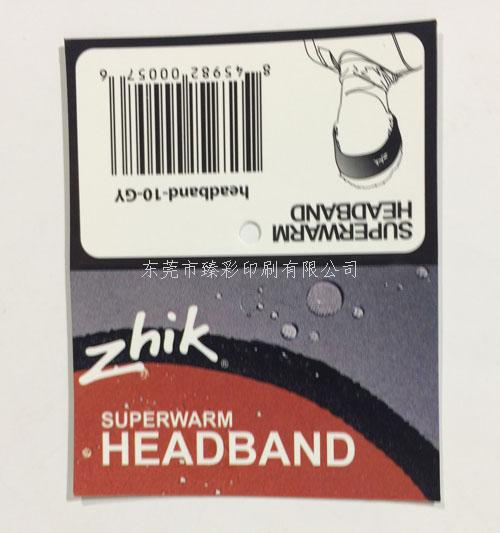 SUPERWARM
HEADBAND
headband-10-GY
8 45982 00057 6
zhik
东莞市臻彩印刷有限公司
zhik®
SUPERWARM
HEADBAND